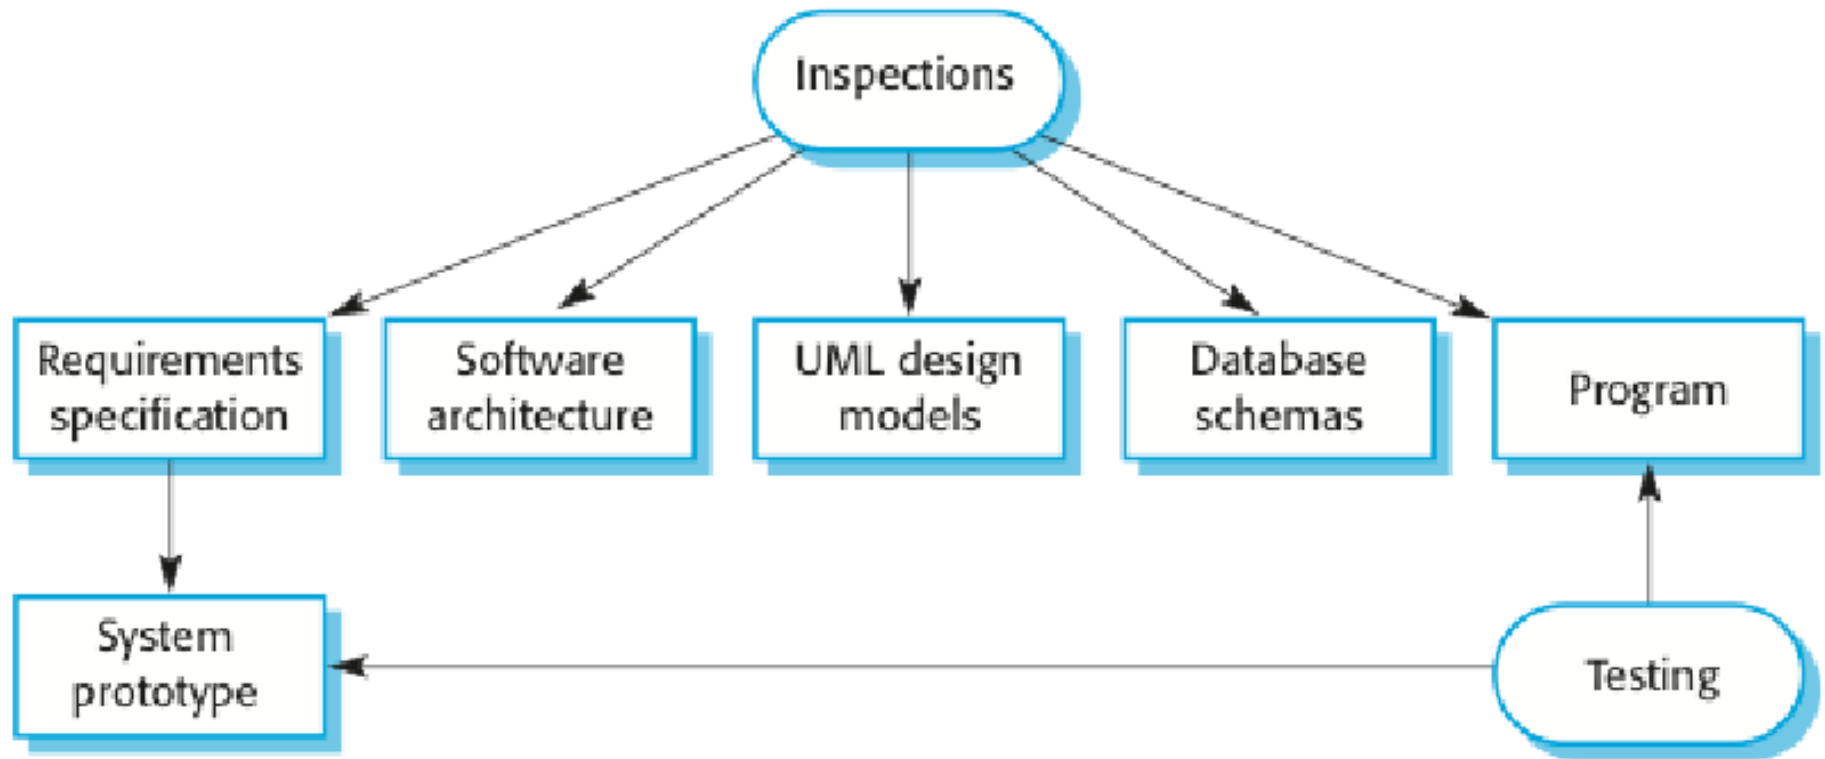 Inspections
Requirements
specification
Software
architecture
UML design
models
Database
schemas
Program
System
prototype
Testing